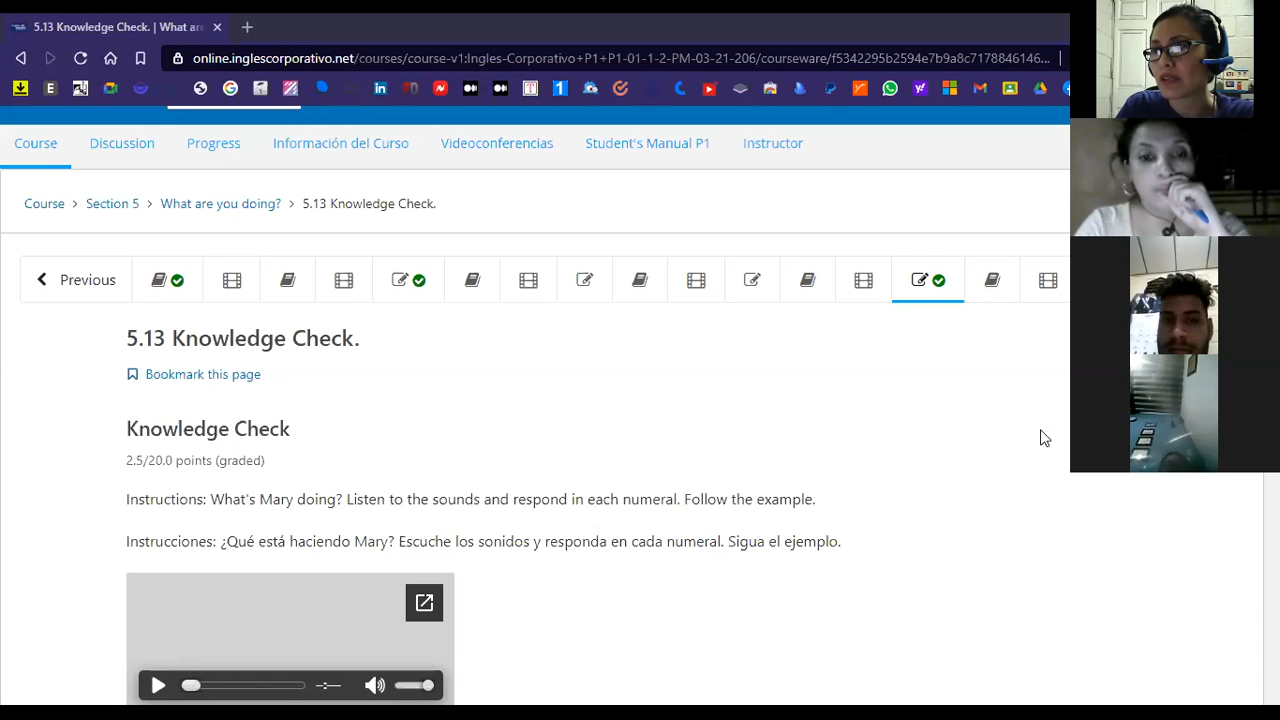 5.13 Knowledge Check. | What are
online.inglescorporativo.net/courses/course-v1:Ingles-Corporativo+P1+P1-01-1-2-PM-03-21-206/courseware/f5342295b2594e7b9a8c7178846146...
Course Discussion Progress Información del Curso Videoconferencias Student's Manual P1 Instructor
Course > Section 5 > What are you doing? > 5.13 Knowledge Check.
Previous
5.13 Knowledge Check.
Bookmark this page
Knowledge Check
2.5/20.0 points (graded)
Instructions: What's Mary doing? Listen to the sounds and respond in each numeral. Follow the example.
Instrucciones: ¿Qué está haciendo Mary? Escuche los sonidos y responda en cada numeral. Sigua el ejemplo.